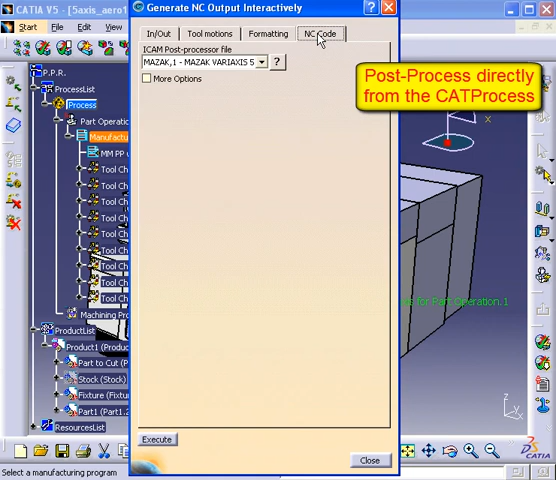 CATIA V5 - [5axis_aero1
Generate NC Output Interactively
Start File Edit View
In/Out Tool motions Formatting NC Code
ICAM Post-processor file
MAZAK,1 - MAZAK VARIAXIS 5 ?
More Options
Post-Process directly
from the CATProcess
x
P.P.R.
ProcessList
Process
Part Operation
Manufactu
MM PP
Tool Ch
Tool Ch
Tool Ch
Tool Ch
Tool Ch
Tool Ch
Tool Ch
Tool Ch
Tool Ch
Machining Pro
for Part Operation.1
ProductList
Product1 (Produc
Part to Cut (Part
Stock (Stock)
Fixture (Fixture
Part1 (Part1.2
ResourcesList
z
x
Execute
Close
CATIA
Select a manufacturing program